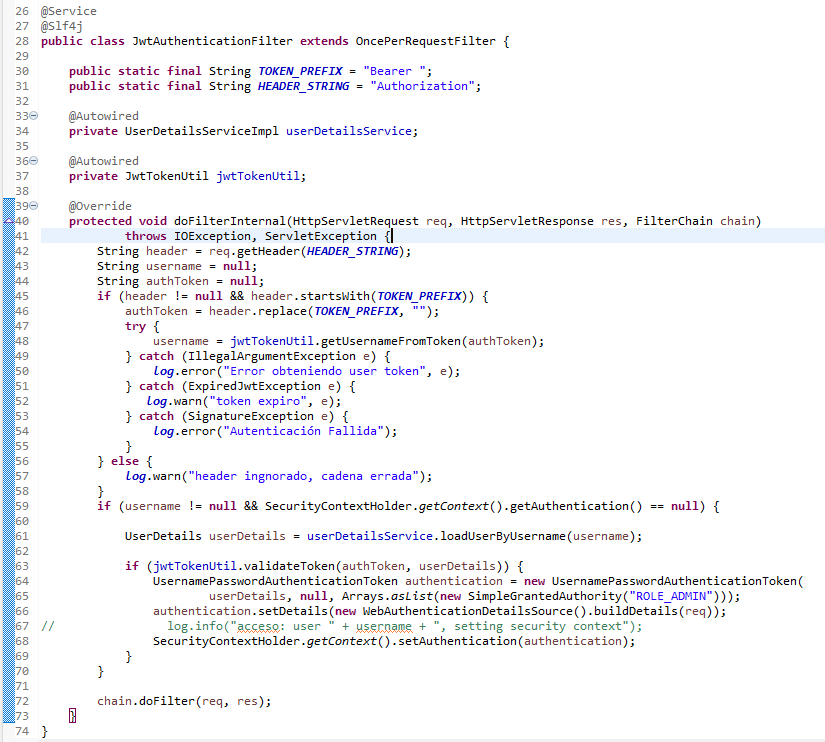 26 @Service
27 @Slf4j
28 public class JwtAuthenticationFilter extends OncePerRequestFilter {
29
30     public static final String TOKEN_PREFIX = "Bearer ";
31     public static final String HEADER_STRING = "Authorization";
32
33     @Autowired
34     private UserDetailsServiceImpl userDetailsService;
35
36     @Autowired
37     private JwtTokenUtil jwtTokenUtil;
38
39     @Override
40     protected void doFilterInternal(HttpServletRequest req, HttpServletResponse res, FilterChain chain)
41             throws IOException, ServletException {
42         String header = req.getHeader(HEADER_STRING);
43         String username = null;
44         String authToken = null;
45         if (header != null && header.startsWith(TOKEN_PREFIX)) {
46             authToken = header.replace(TOKEN_PREFIX, "");
47             try {
48                 username = jwtTokenUtil.getUsernameFromToken(authToken);
49             } catch (IllegalArgumentException e) {
50                 log.error("Error obteniendo user token", e);
51             } catch (ExpiredJwtException e) {
52                log.warn("token expiro", e);
53             } catch (SignatureException e) {
54                 log.error("Autenticación Fallida");
55             }
56         } else {
57             log.warn("header ingnorado, cadena errada");
58         }
59         if (username != null && SecurityContextHolder.getContext().getAuthentication() == null) {
60
61             UserDetails userDetails = userDetailsService.loadUserByUsername(username);
62
63             if (jwtTokenUtil.validateToken(authToken, userDetails)) {
64                 UsernamePasswordAuthenticationToken authentication = new UsernamePasswordAuthenticationToken(
65                         userDetails, null, Arrays.asList(new SimpleGrantedAuthority("ROLE_ADMIN")));
66                 authentication.setDetails(new WebAuthenticationDetailsSource().buildDetails(req));
67 //                log.info("acceso: user " + username + ", setting security context");
68                 SecurityContextHolder.getContext().setAuthentication(authentication);
69             }
70         }
71
72         chain.doFilter(req, res);
73     }
74 }